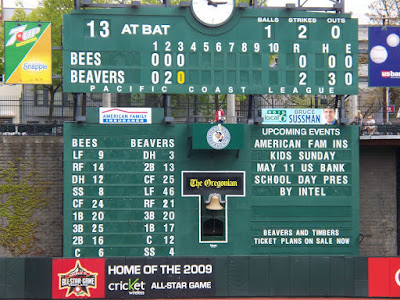 7UP
Snapple
13 AT BAT
BALLS STRIKES OUTS
1 2 0
1 2 3 4 5 6 7 8 9 10 R H E
BEES 0 0 0 0 0 0
BEAVERS 0 2 0 2 3 0
PACIFIC COAST LEAGUE
AMERICAN FAMILY
INSURANCE
local 6
BRUCE
SUSSMAN
BEES BEAVERS
LF 9 DH 3
RF 14 2B 13
DH 12 CF 25
SS 8 LF 46
CF 24 RF 21
1B 20 3B 20
3B 25 1B 17
2B 16 C 12
C 6 SS 4
The Oregonian
UPCOMING EVENTS
AMERICAN FAM INS
KIDS SUNDAY
MAY 11 US BANK
SCHOOL DAY PRES
BY INTEL
BEAVERS AND TIMBERS
TICKET PLANS ON SALE NOW
ALL-STAR GAME
HOME OF THE 2009
cricket
wireless
ALL-STAR GAME